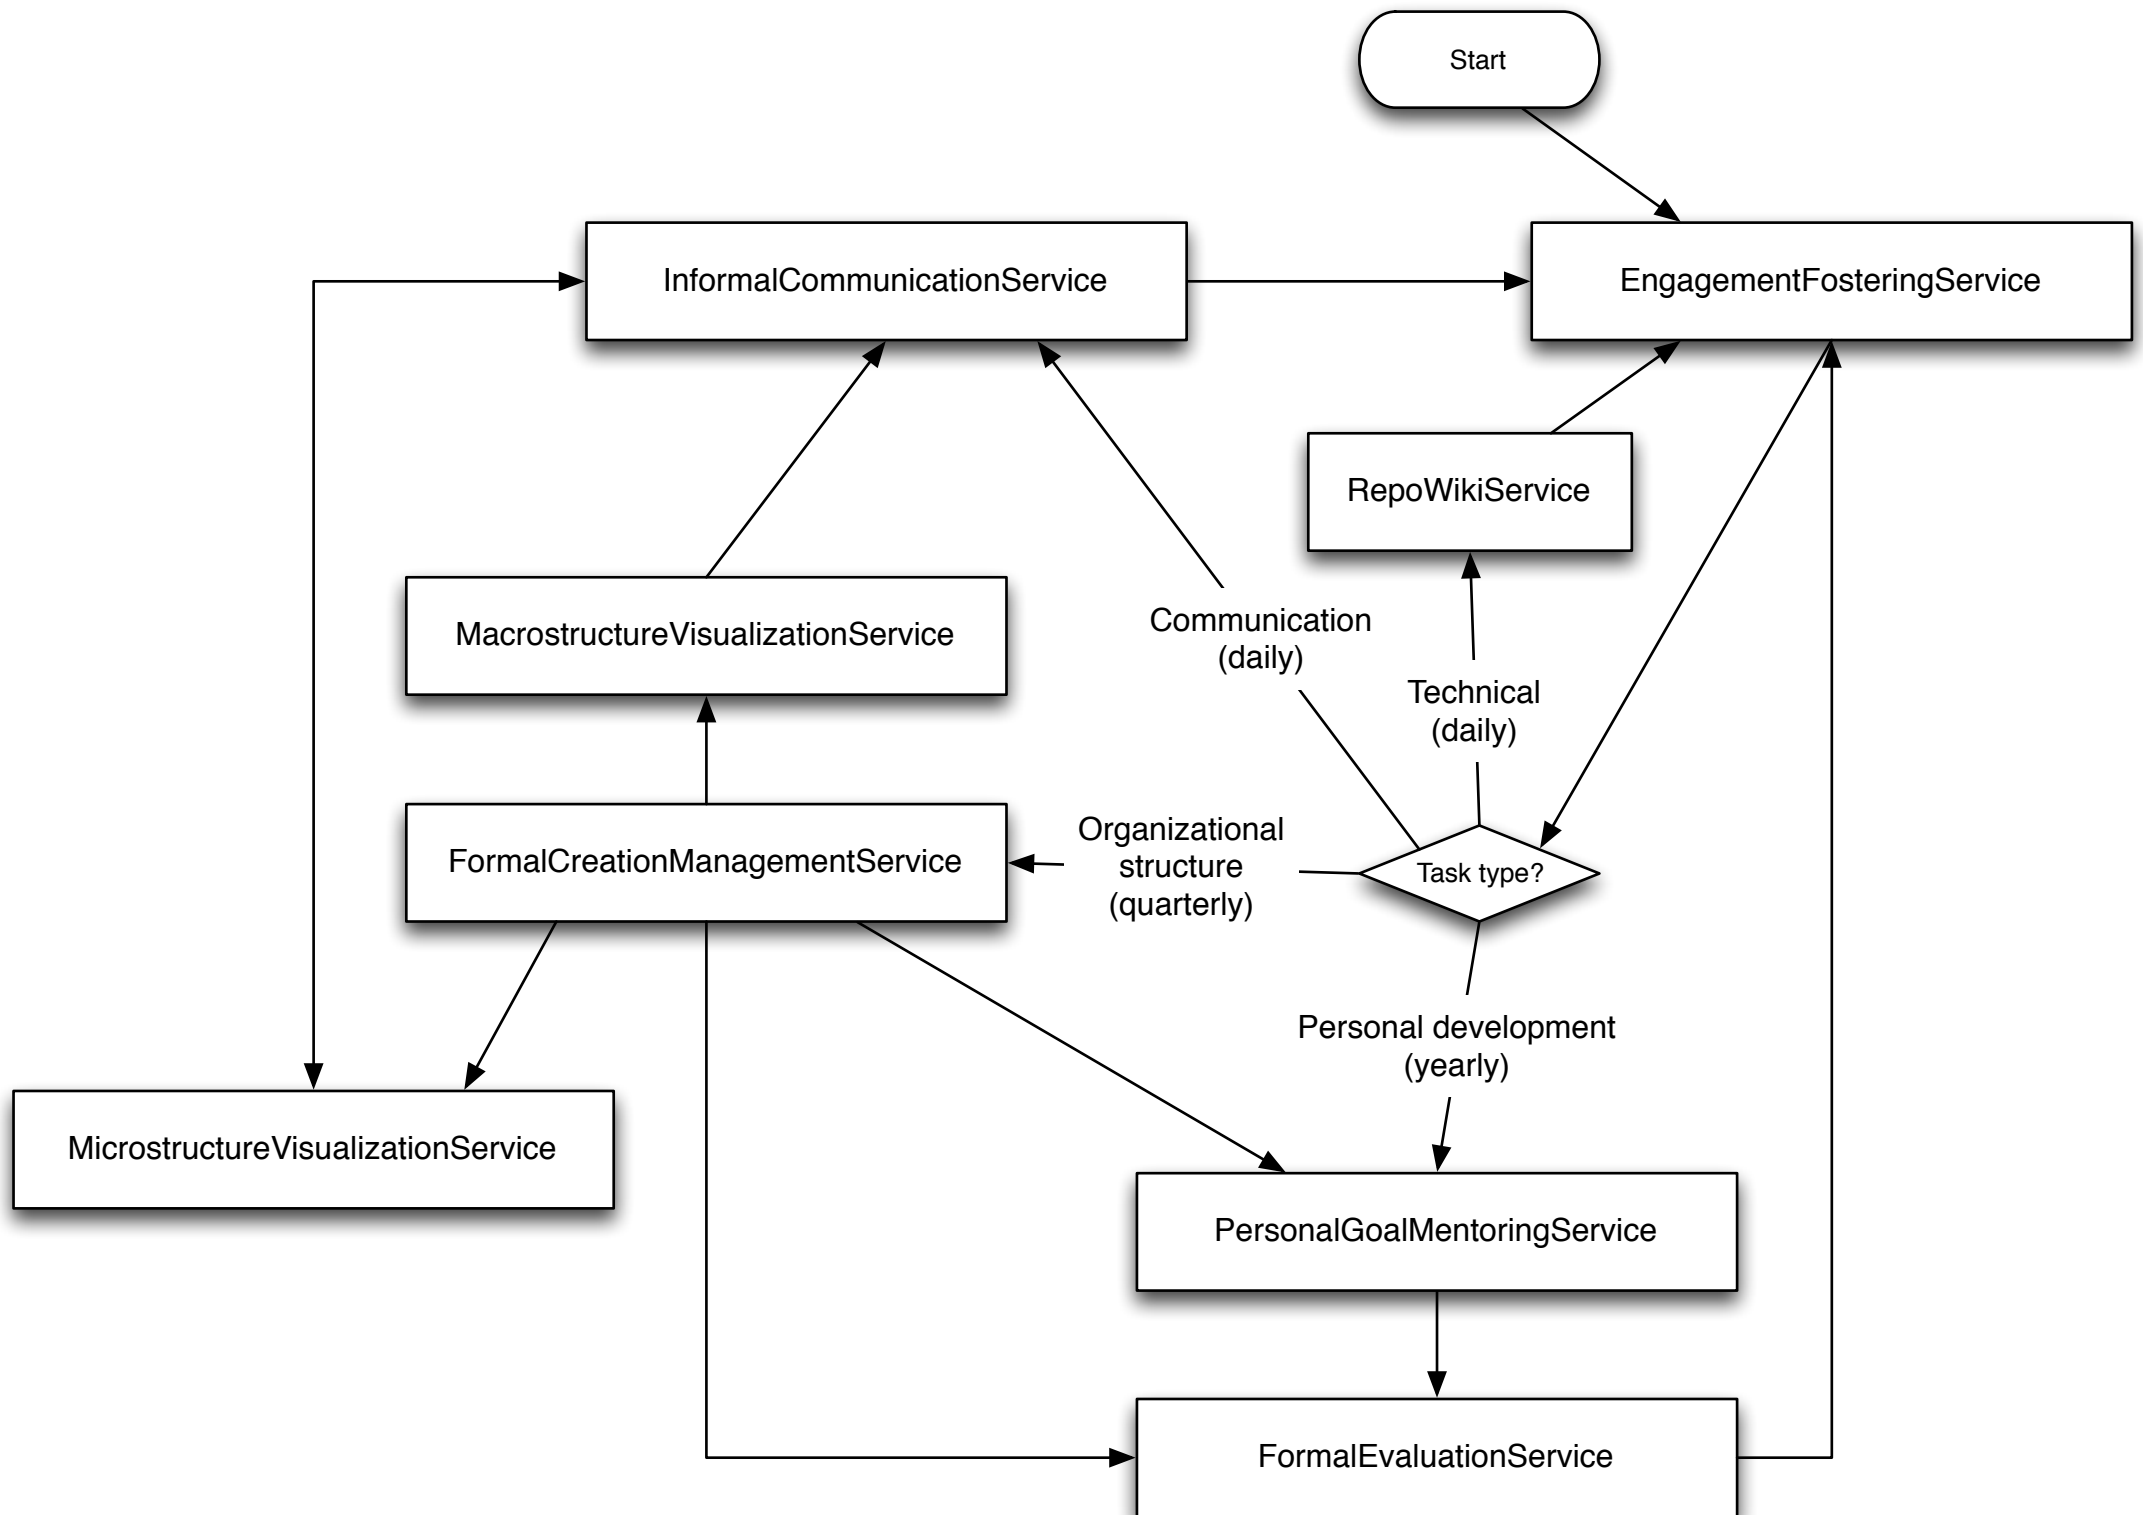 Start
InformalCommunicationService
EngagementFosteringService
RepoWikiService
Communication
(daily)
MacrostructureVisualizationService
Technical
(daily)
Organizational
structure
(quarterly)
FormalCreationManagementService
Task type?
Personal development
(yearly)
MicrostructureVisualizationService
PersonalGoalMentoringService
FormalEvaluationService